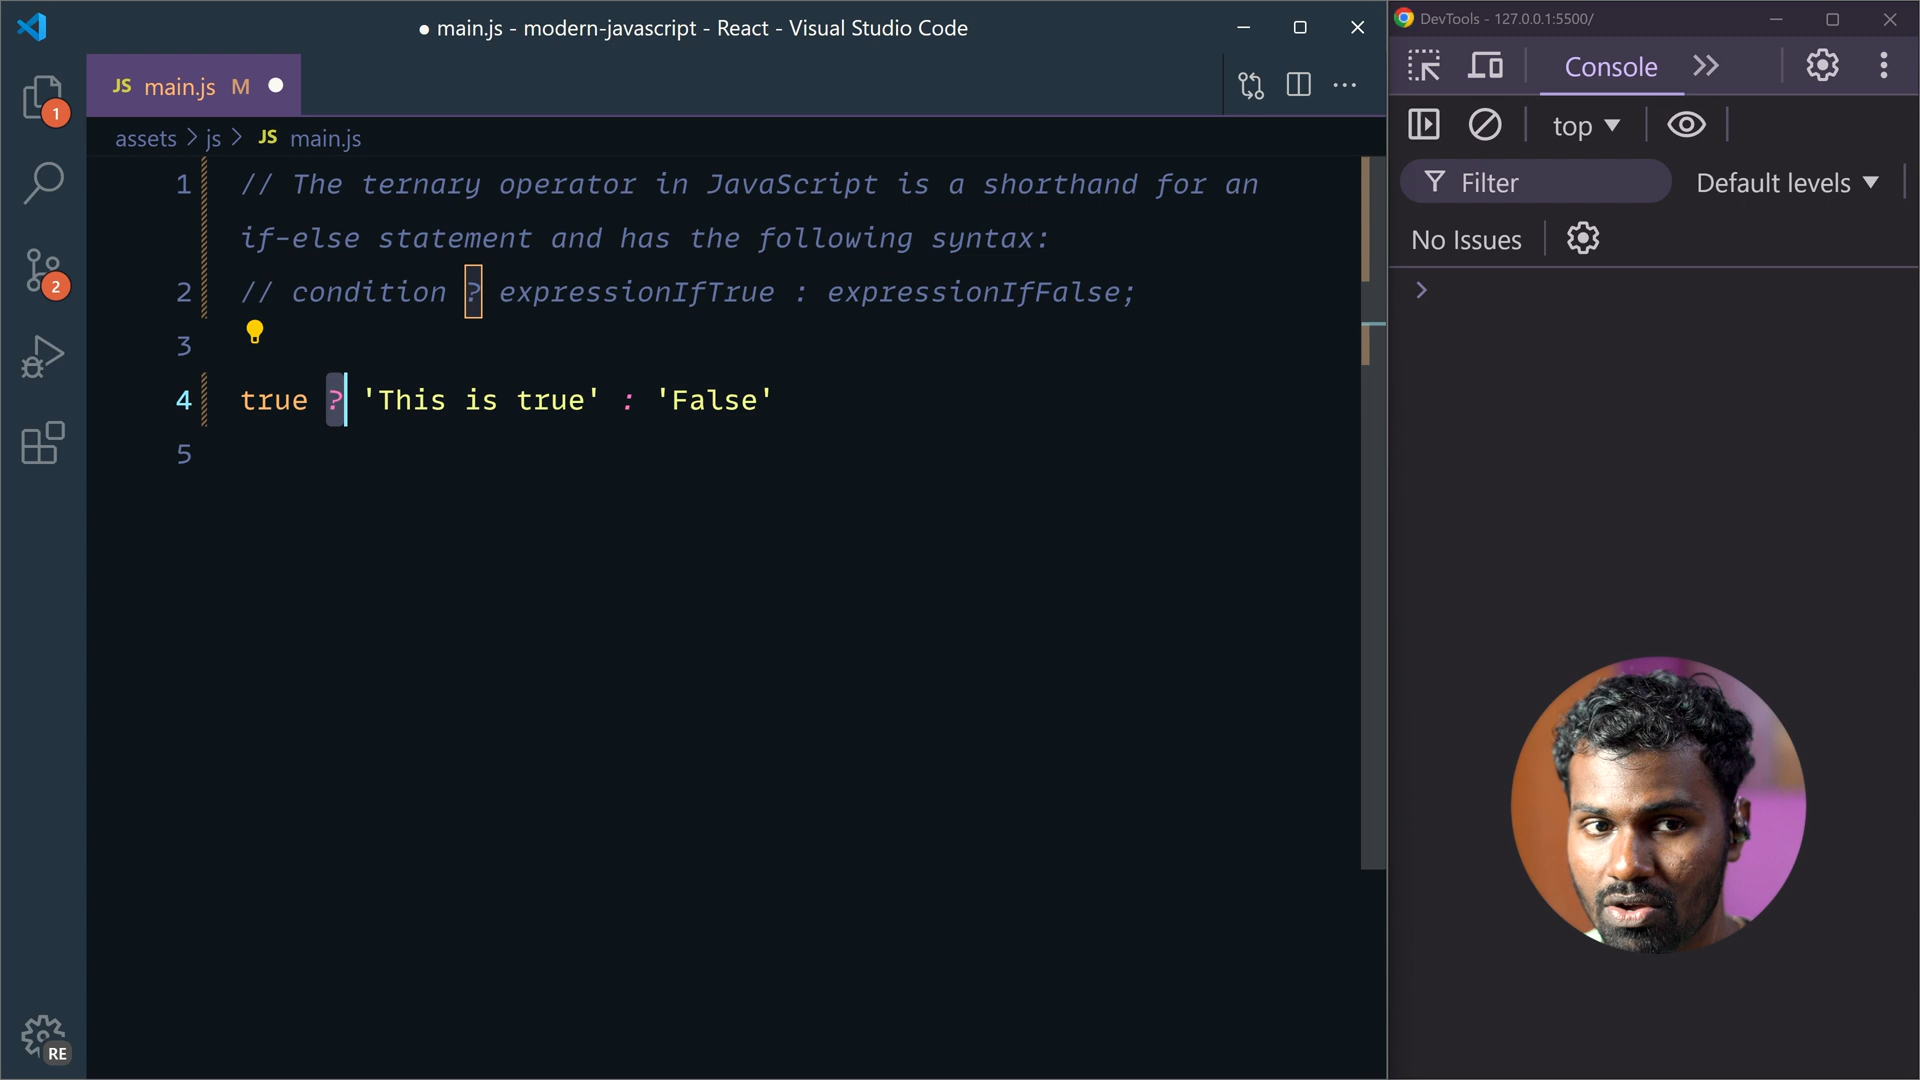 ● main.js - modern-javascript - React - Visual Studio Code
DevTools - 127.0.0.1:5500/
JS main.js M
Console
1
assets > js > JS main.js
top
1 // The ternary operator in JavaScript is a shorthand for an
if-else statement and has the following syntax:
2 // condition ? expressionIfTrue : expressionIfFalse;
3
4 true ? 'This is true' : 'False'
5
Filter
Default levels
No Issues
2
RE